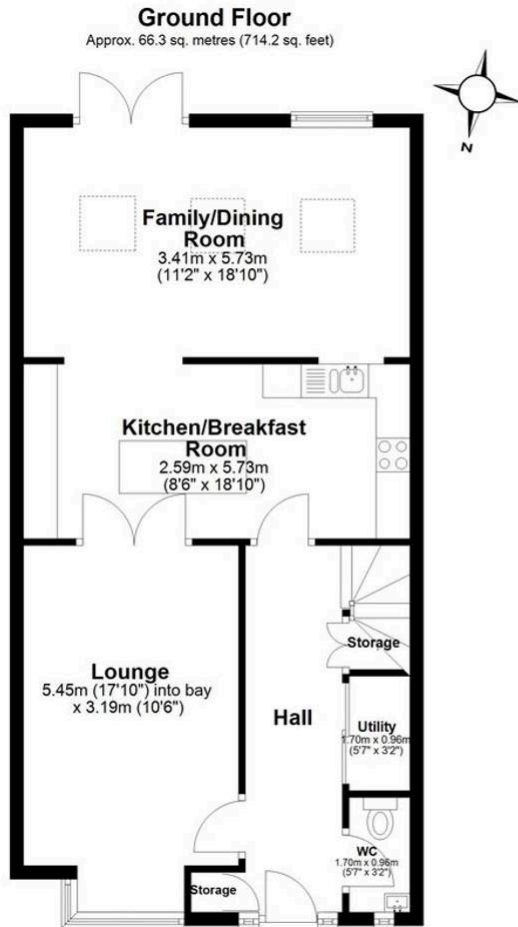 Ground Floor
Approx. 66.3 sq. metres (714.2 sq. feet)
N
Family/Dining
Room
3.41m x 5.73m
(11'2" x 18'10")
Kitchen/Breakfast
Room
2.59m x 5.73m
(8'6" x 18'10")
Storage
Lounge
5.45m (17'10") into bay
x 3.19m (10'6")
Hall
Utility
1.70m x 0.96m
(5'7" x 3'2")
WC
1.70m x 0.96m
(5'7" x 3'2")
Storage